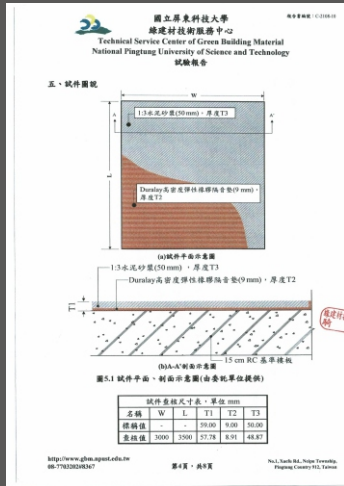 國立屏東科技大學
綠建材技術服務中心
Technical Service Center of Green Building Material
National Pingtung University of Science and Technology
試驗報告
五、試件圖說
W
A
A'
1:3水泥砂漿(50 mm)，厚度T3
L
Duralay高密度彈性橡膠隔音墊(9 mm)，
厚度T2
(a)試件平面示意圖
1:3水泥砂漿(50 mm)，厚度T3
Duralay高密度彈性橡膠隔音墊(9 mm)，厚度T2
T1
15 cm RC 基準樓板
(b)A-A'剖面示意圖
圖5.1 試件平面、剖面示意圖(由委託單位提供)
試件查核尺寸表，單位 mm
名稱 W L T1 T2 T3
標稱值 - - 59.00 9.00 50.00
查核值 3000 3500 57.78 8.91 48.87
http://www.gbm.npust.edu.tw
08-7703202#8367
第4頁，共8頁
No.1, Xuefu Rd., Neipu Township,
Pingtung County 912, Taiwan